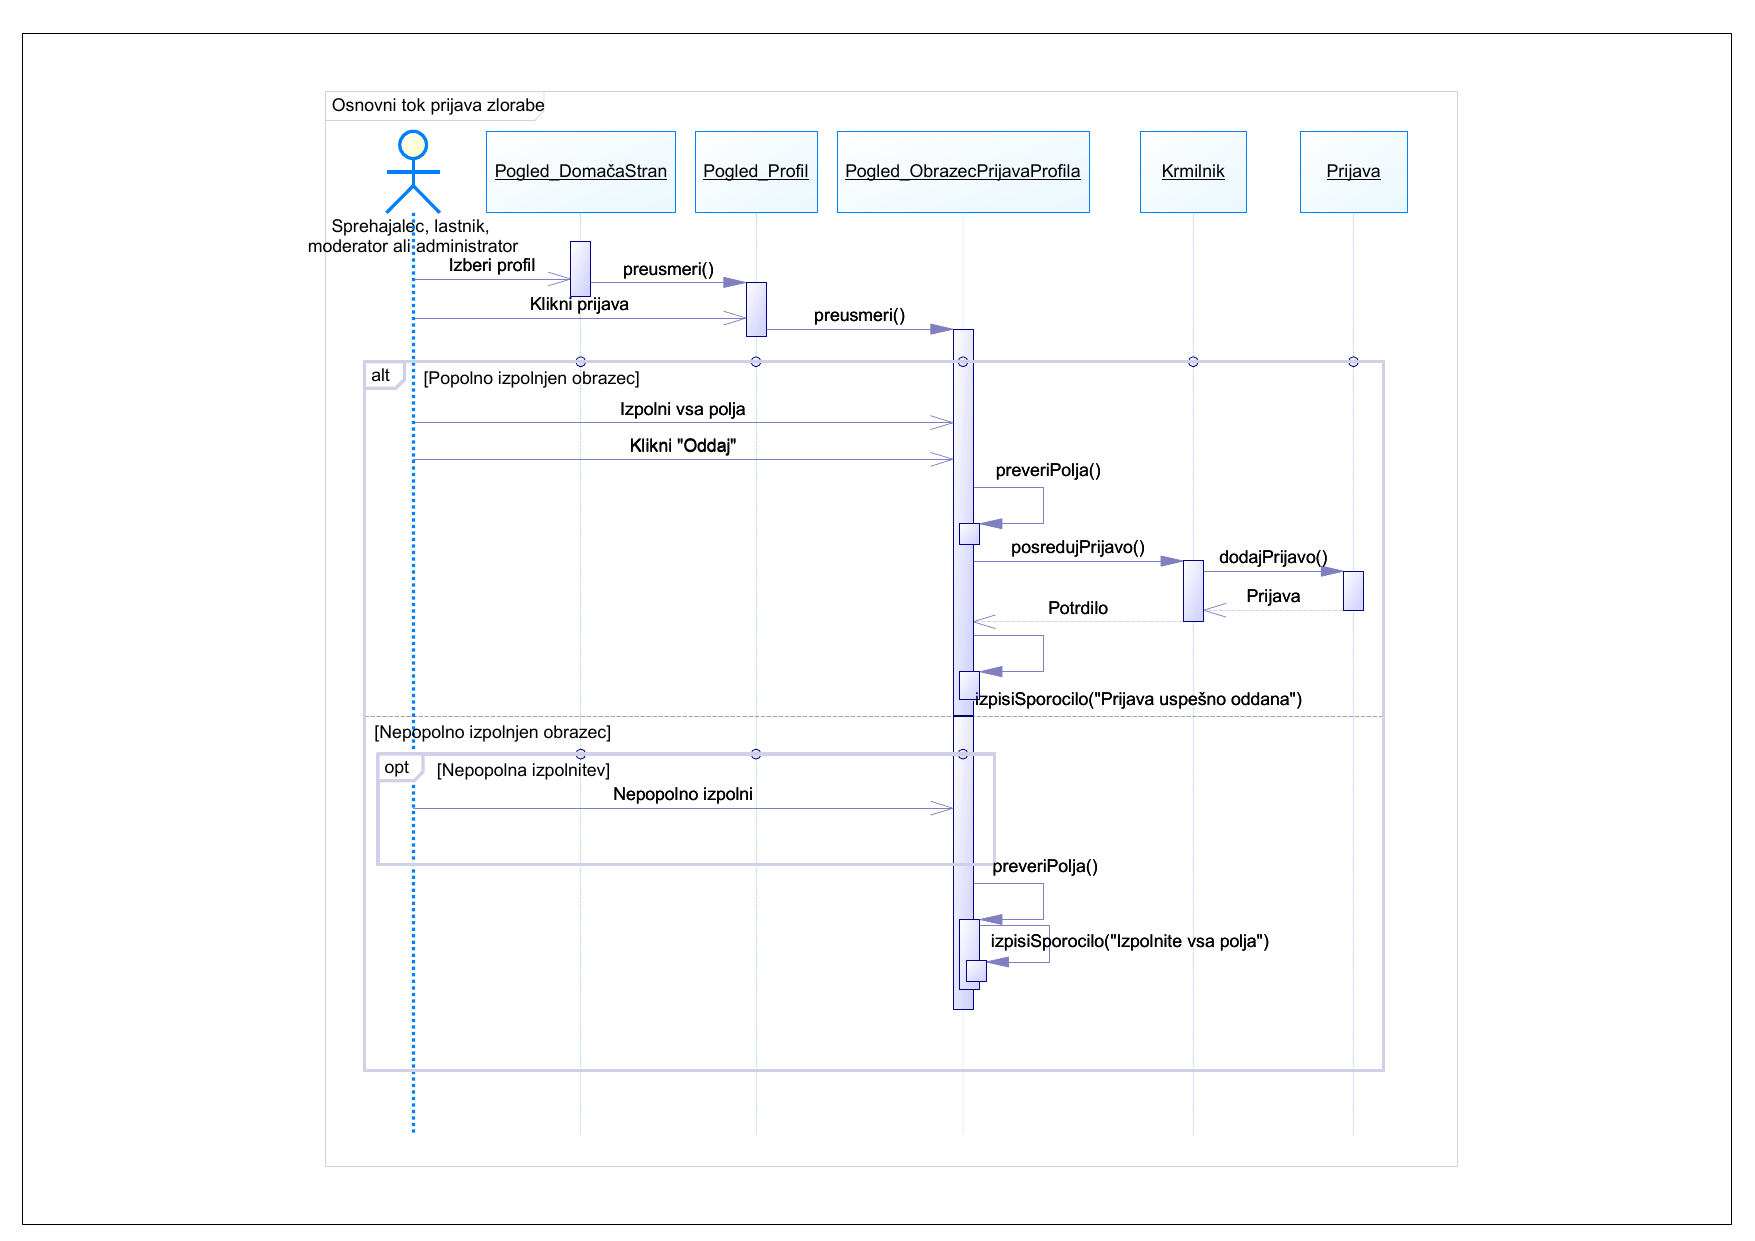 Osnovni tok prijava zlorabe
Pogled_DomačaStran
Pogled_Profil
Pogled_ObrazecPrijavaProfila
Krmilnik
Prijava
Sprehajalec, lastnik,
moderator ali administrator
Izberi profil
preusmeri()
Klikni prijava
preusmeri()
alt
[Popolno izpolnjen obrazec]
Izpolni vsa polja
Klikni "Oddaj"
preveriPolja()
posredujPrijavo()
dodajPrijavo()
Prijava
Potrdilo
izpisiSporocilo("Prijava uspešno oddana")
[Nepopolno izpolnjen obrazec]
opt
[Nepopolna izpolnitev]
Nepopolno izpolni
preveriPolja()
izpisiSporocilo("Izpolnite vsa polja")